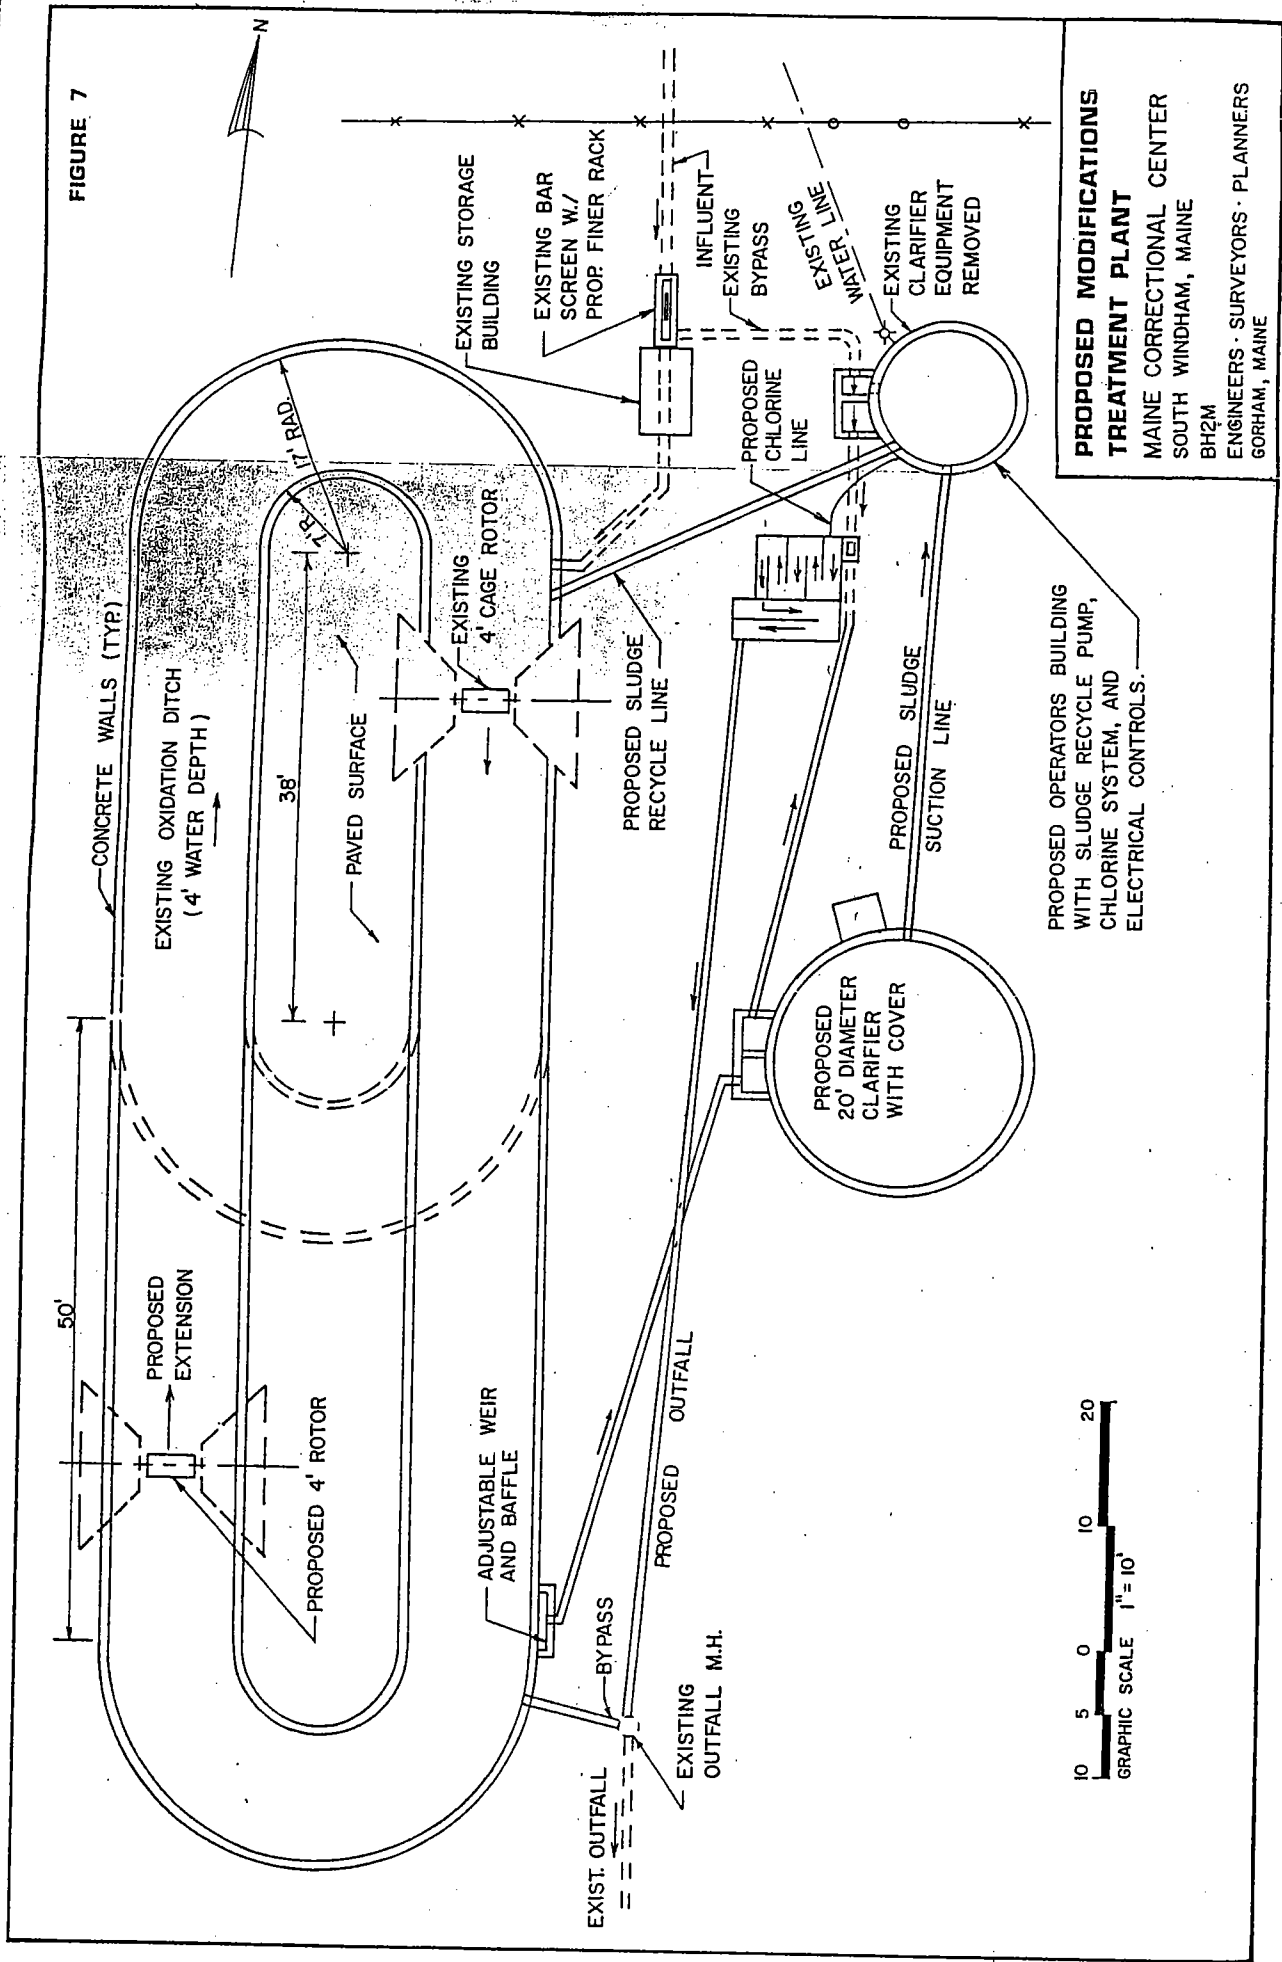 FIGURE 7
N
CONCRETE WALLS (TYP.)
EXISTING OXIDATION DITCH
(4' WATER DEPTH)
17' RAD.
7' R.
38'
50'
PAVED SURFACE
EXISTING
4' CAGE ROTOR
PROPOSED
EXTENSION
PROPOSED 4' ROTOR
EXISTING STORAGE
BUILDING
EXISTING BAR
SCREEN W./
PROP. FINER RACK
INFLUENT
EXISTING
BYPASS
EXISTING
WATER LINE
EXISTING
CLARIFIER
EQUIPMENT
REMOVED
PROPOSED
CHLORINE
LINE
PROPOSED SLUDGE
RECYCLE LINE
PROPOSED SLUDGE
SUCTION LINE
PROPOSED
20' DIAMETER
CLARIFIER
WITH COVER
PROPOSED OPERATORS BUILDING
WITH SLUDGE RECYCLE PUMP,
CHLORINE SYSTEM, AND
ELECTRICAL CONTROLS.
ADJUSTABLE WEIR
AND BAFFLE
BYPASS
PROPOSED OUTFALL
EXISTING
OUTFALL M.H.
EXIST. OUTFALL
10 5 0 10 20
GRAPHIC SCALE 1" = 10'
PROPOSED MODIFICATIONS
TREATMENT PLANT
MAINE CORRECTIONAL CENTER
SOUTH WINDHAM, MAINE
BH2M
ENGINEERS · SURVEYORS · PLANNERS
GORHAM, MAINE